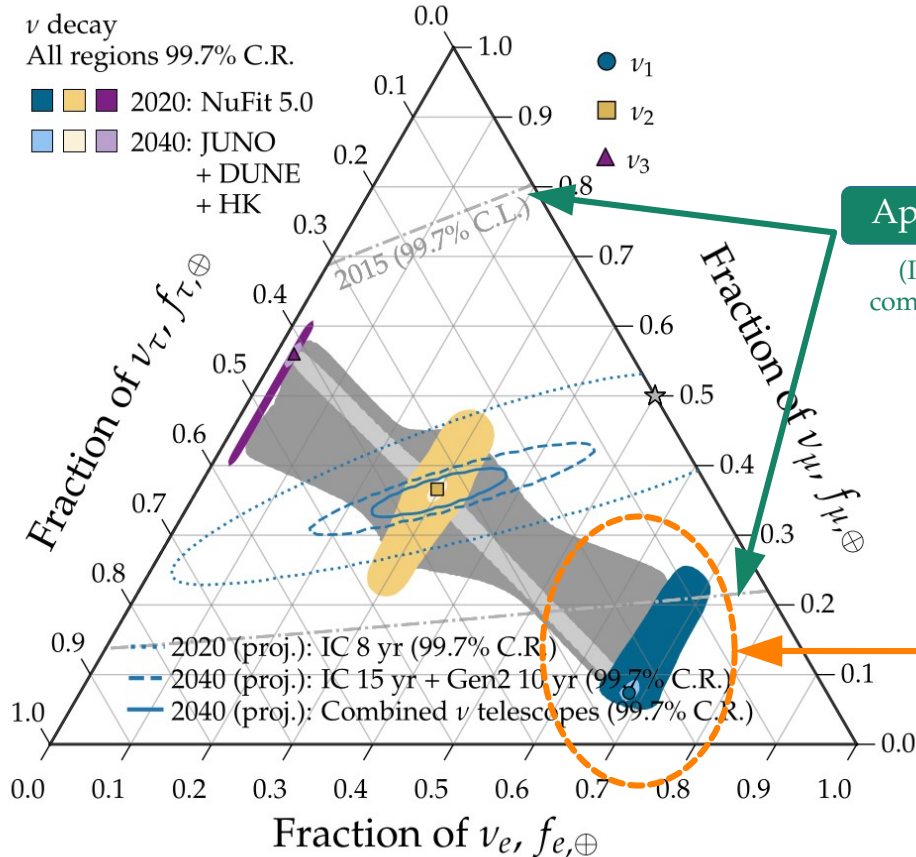 ν decay
All regions 99.7% C.R.
2020: NuFit 5.0
2040: JUNO
+ DUNE
+ HK
ν1
ν2
ν3
0.0
0.1
0.2
0.3
0.4
0.5
0.6
0.7
0.8
0.9
1.0
Fraction of ντ, fτ,⊕
1.0
0.9
0.8
0.7
0.6
0.5
0.4
0.3
0.2
0.1
0.0
Fraction of νμ, fμ,⊕
2015 (99.7% C.L.)
2020 (proj.): IC 8 yr (99.7% C.R.)
2040 (proj.): IC 15 yr + Gen2 10 yr (99.7% C.R.)
2040 (proj.): Combined ν telescopes (99.7% C.R.)
0.0 0.1 0.2 0.3 0.4 0.5 0.6 0.7 0.8 0.9 1.0
Fraction of νe, fe,⊕
Ap
com